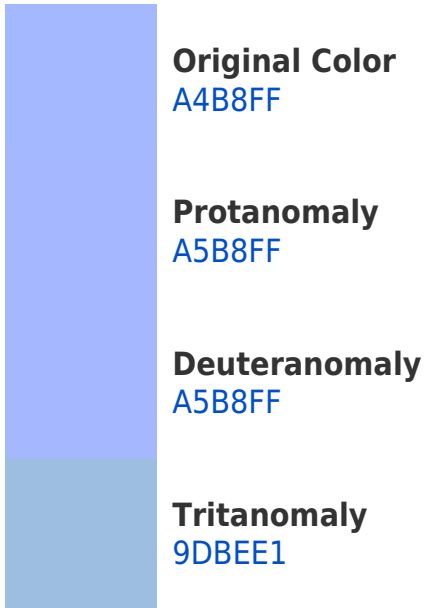 Original Color
A4B8FF
Protanomaly
A5B8FF
Deuteranomaly
A5B8FF
Tritanomaly
9DBEE1